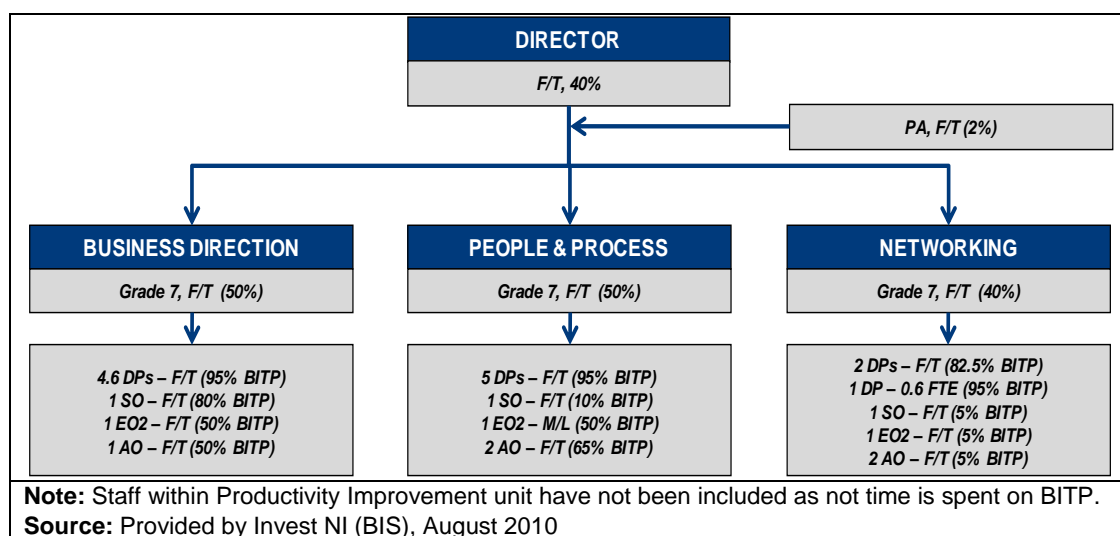 DIRECTOR
F/T, 40%
PA, F/T (2%)
BUSINESS DIRECTION
Grade 7, F/T (50%)
4.6 DPs – F/T (95% BITP)
1 SO – F/T (80% BITP)
1 EO2 – F/T (50% BITP)
1 AO – F/T (50% BITP)
PEOPLE & PROCESS
Grade 7, F/T (50%)
5 DPs – F/T (95% BITP)
1 SO – F/T (10% BITP)
1 EO2 – M/L (50% BITP)
2 AO – F/T (65% BITP)
NETWORKING
Grade 7, F/T (40%)
2 DPs – F/T (82.5% BITP)
1 DP – 0.6 FTE (95% BITP)
1 SO – F/T (5% BITP)
1 EO2 – F/T (5% BITP)
2 AO – F/T (5% BITP)
Note: Staff within Productivity Improvement unit have not been included as not time is spent on BITP.
Source: Provided by Invest NI (BIS), August 2010